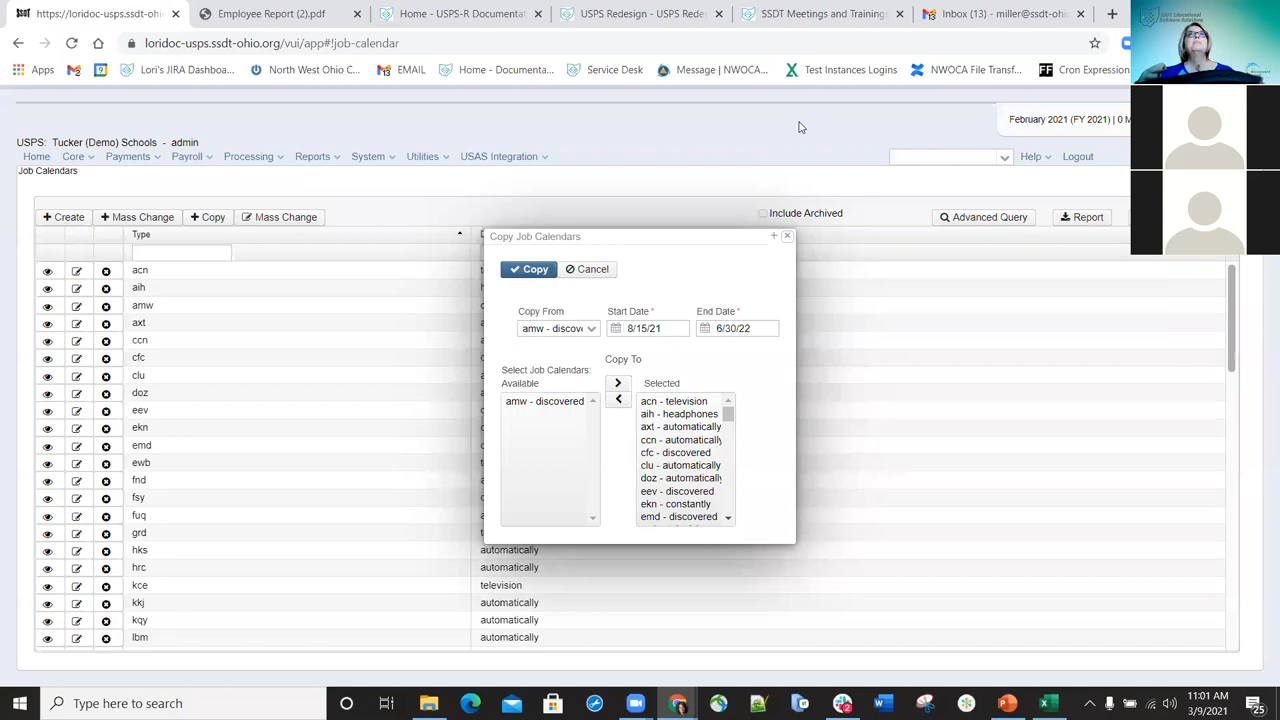 https://loridoc-usps.ssdt-ohio.or
Employee Report (2).pdf
Home - USPS-Documentat
USPS Redesign - USPS Rede
SSDT Meetings and Trainings
Inbox (13) - miller@ssdt-oh
loridoc-usps.ssdt-ohio.org/vui/app#!job-calendar
Apps
Lori's JIRA Dashboa...
North West Ohio C...
EMAIL
Home - Documenta...
Service Desk
Message | NWOCA...
Test Instances Logins
NWOCA File Transf...
Cron Expression
February 2021 (FY 2021) | 0 M
USPS: Tucker (Demo) Schools - admin
Home Core Payments Payroll Processing Reports System Utilities USAS Integration Help Logout
Job Calendars
Create Mass Change Copy Mass Change Include Archived Advanced Query Report
Type
acn
aih
amw
axt
ccn
cfc
clu
doz
eev
ekn
emd
ewb
fnd
fsy
fuq
grd
hks automatically
hrc automatically
kce television
kkj automatically
kqy automatically
lbm automatically
Copy Job Calendars
Copy Cancel
Copy From Start Date * End Date *
amw - discov 8/15/21 6/30/22
Copy To
Select Job Calendars:
Available Selected
amw - discovered
acn - television
aih - headphones
axt - automatically
ccn - automatically
cfc - discovered
clu - automatically
doz - automatically
eev - discovered
ekn - constantly
emd - discovered
Type here to search
11:01 AM
3/9/2021
25